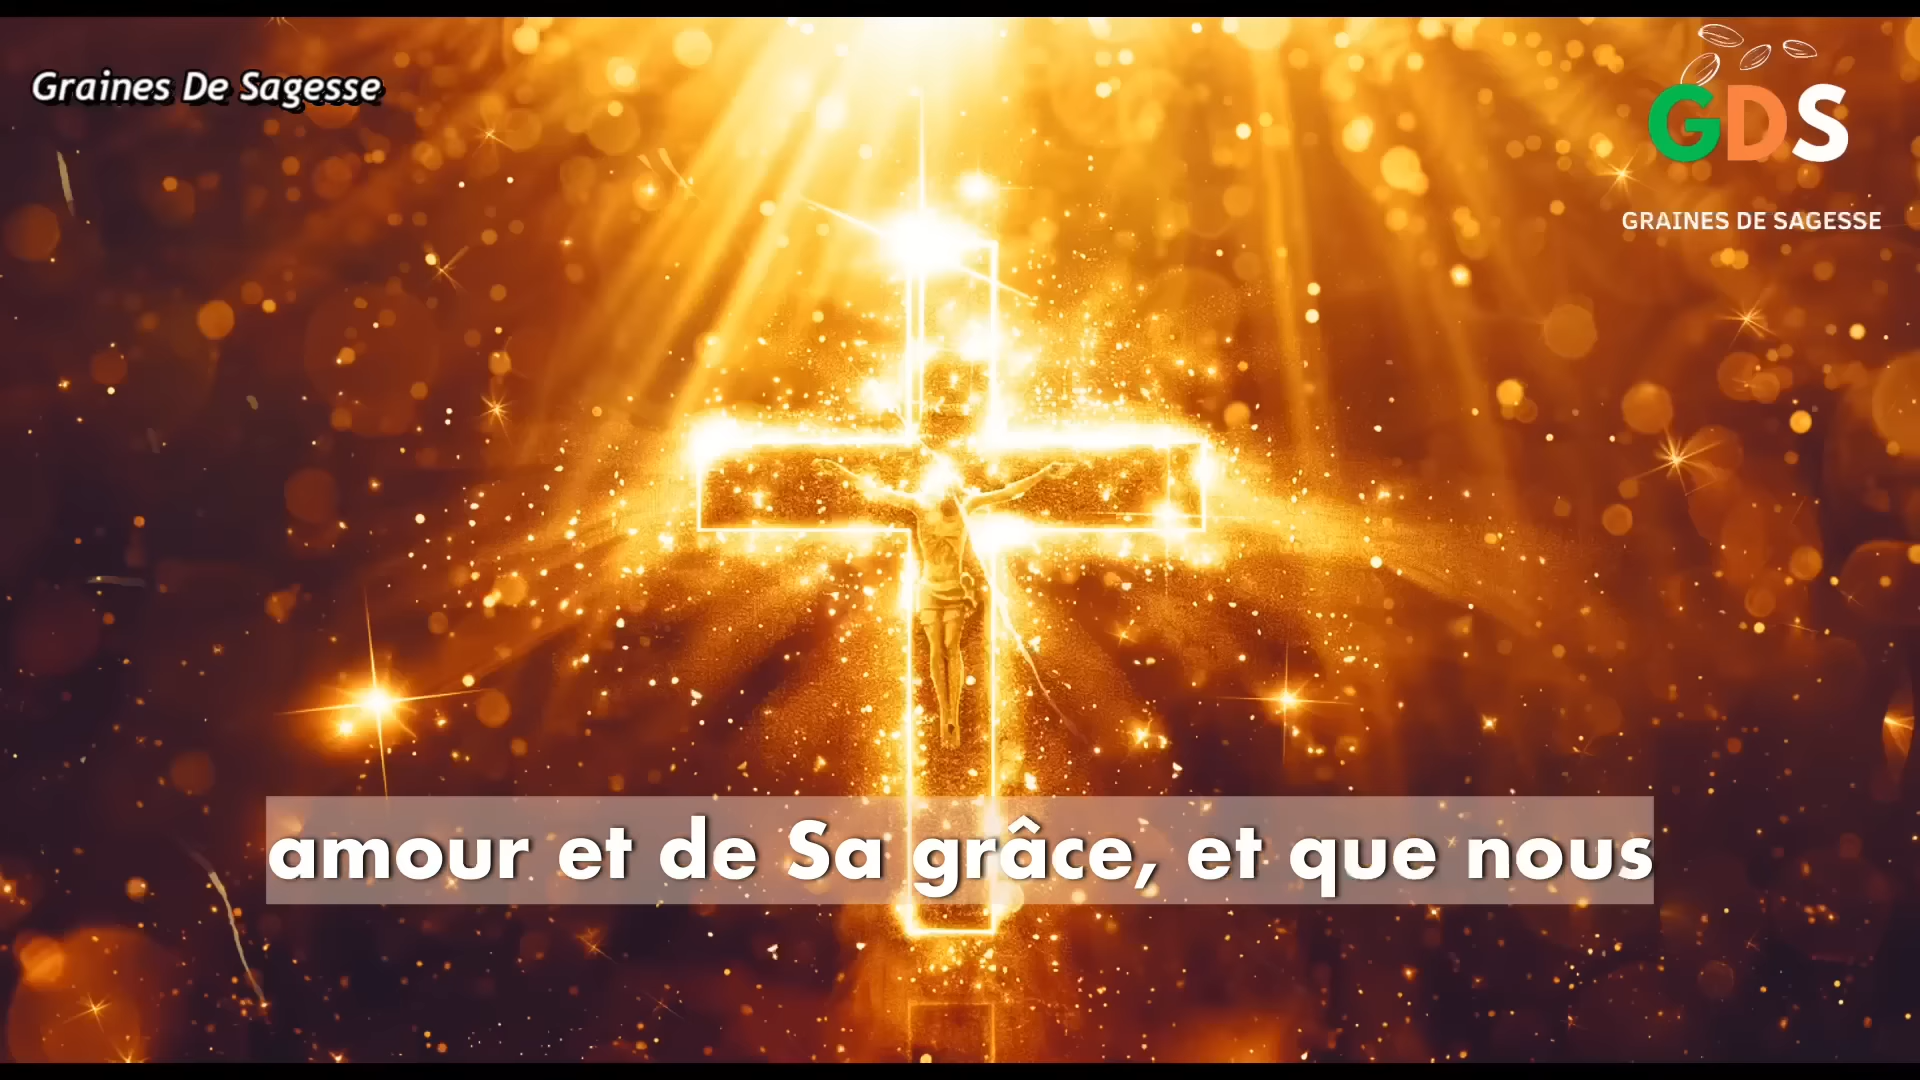 Graines De Sagesse
GDS
GRAINES DE SAGESSE
amour et de Sa grâce, et que nous